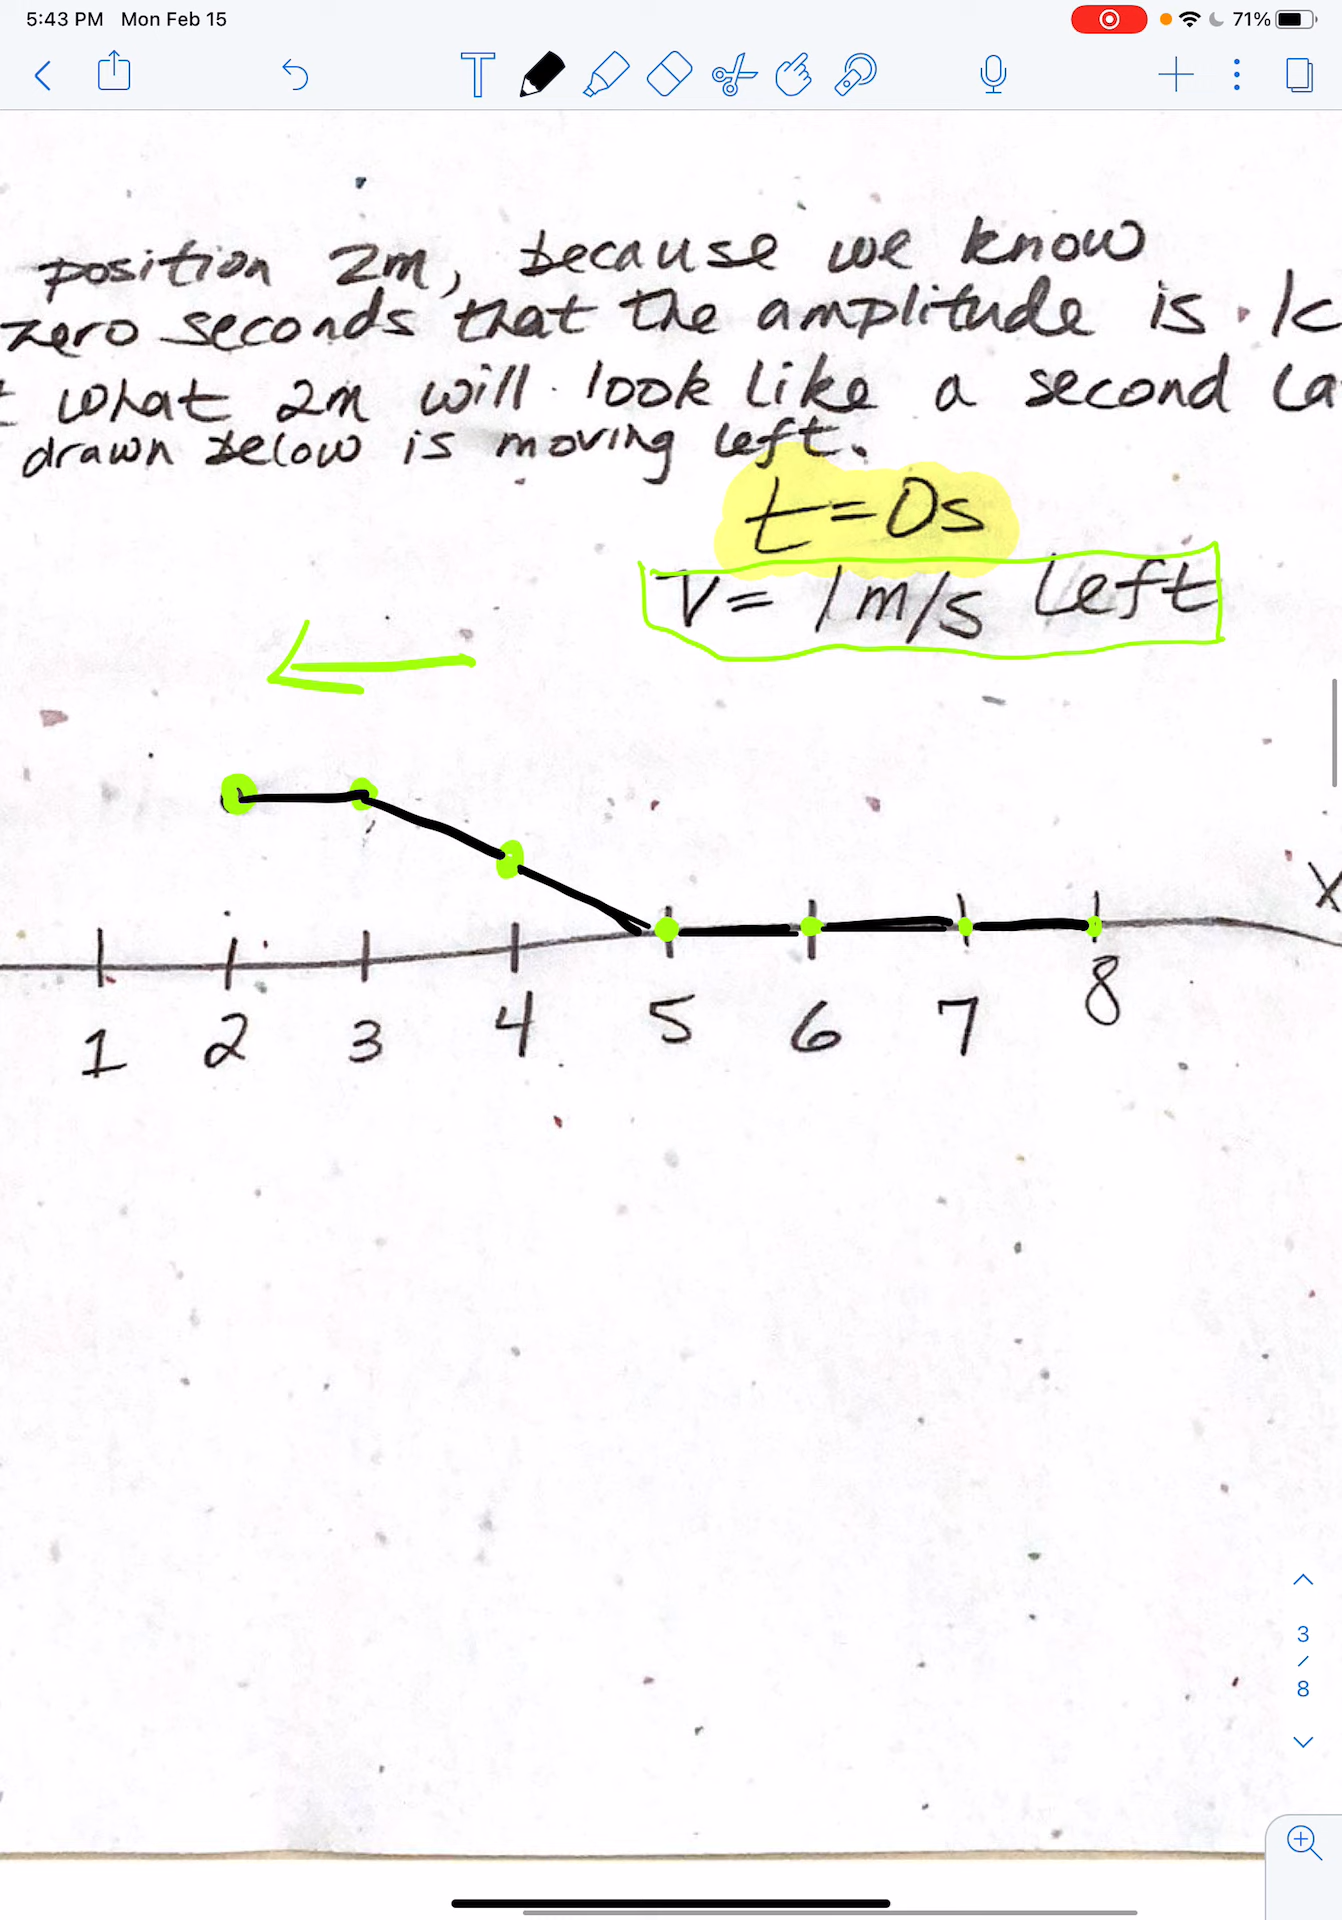 5:43 PM Mon Feb 15 71%
T
position 2m, because we know
zero seconds that the amplitude is
what 2m will look like a second
drawn below is moving left.
t=0s
V= 1m/s left
X
1 2 3 4 5 6 7 8
3
/
8